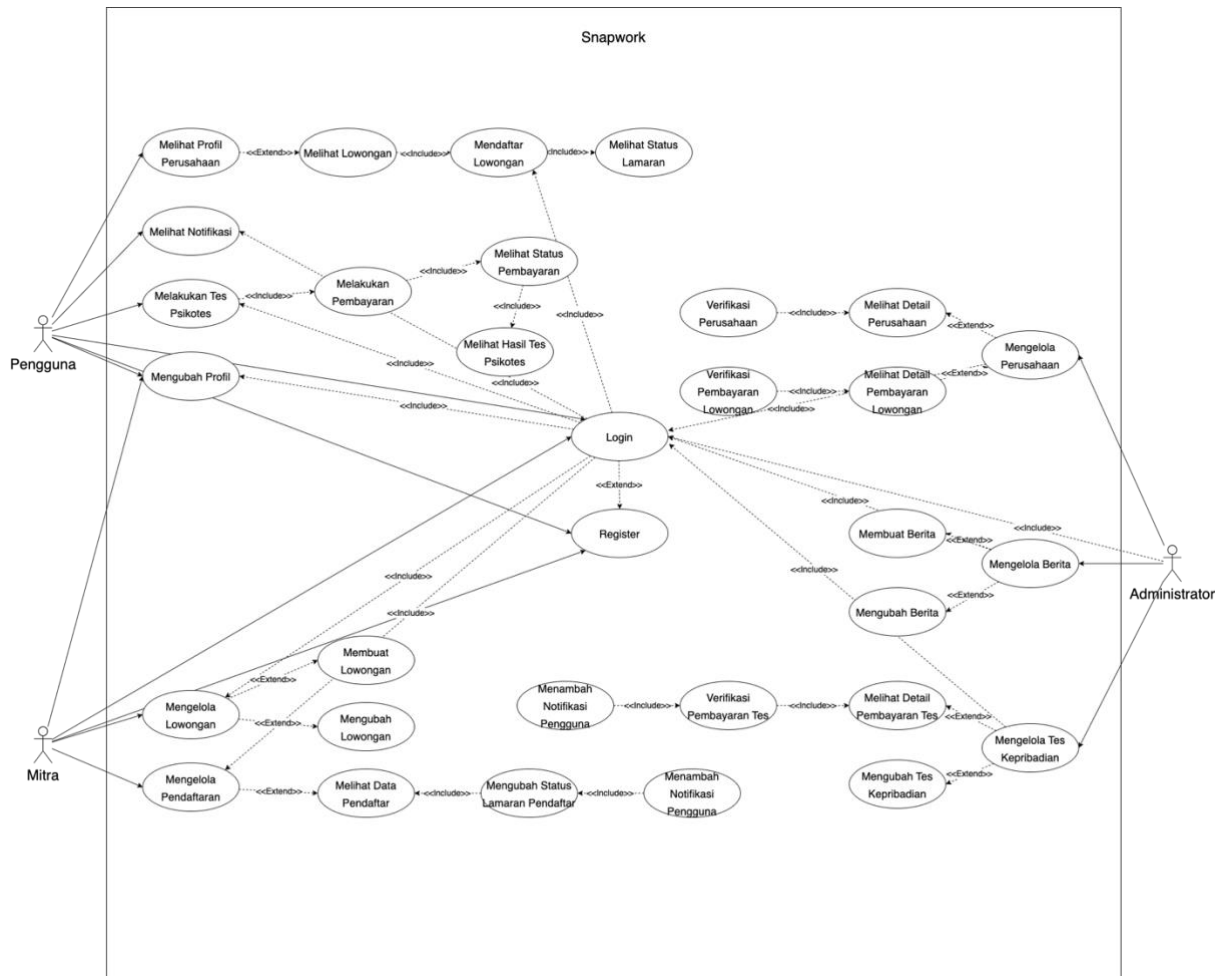 Snapwork
Melihat Profil
Perusahaan
<<Extend>>
Melihat Lowongan
<<Include>>
Mendaftar
Lowongan
<<Include>>
Melihat Status
Lamaran
Melihat Notifikasi
Melakukan Tes
Psikotes
<<Include>>
Melakukan
Pembayaran
<<Include>>
Melihat Status
Pembayaran
<<Include>>
Melihat Hasil Tes
Psikotes
<<Include>>
<<Include>>
<<Include>>
<<Include>>
Pengguna
Mengubah Profil
Verifikasi
Perusahaan
<<Include>>
Melihat Detail
Perusahaan
<<Extend>>
Mengelola
Perusahaan
Verifikasi
Pembayaran
Lowongan
<<Include>>
Melihat Detail
Pembayaran
Lowongan
<<Extend>>
<<Include>>
Login
<<Extend>>
Register
<<Include>>
<<Include>>
Membuat Berita
<<Extend>>
Mengelola Berita
<<Extend>>
Mengubah Berita
<<Include>>
Administrator
<<Include>>
<<Include>>
Membuat
Lowongan
<<Extend>>
Mengelola
Lowongan
<<Extend>>
Mengubah
Lowongan
Mitra
Mengelola
Pendaftaran
<<Extend>>
Melihat Data
Pendaftar
<<Include>>
Mengubah Status
Lamaran Pendaftar
<<Include>>
Menambah
Notifikasi
Pengguna
Menambah
Notifikasi
Pengguna
<<Include>>
Verifikasi
Pembayaran Tes
<<Include>>
Melihat Detail
Pembayaran Tes
<<Extend>>
Mengelola Tes
Kepribadian
<<Extend>>
Mengubah Tes
Kepribadian